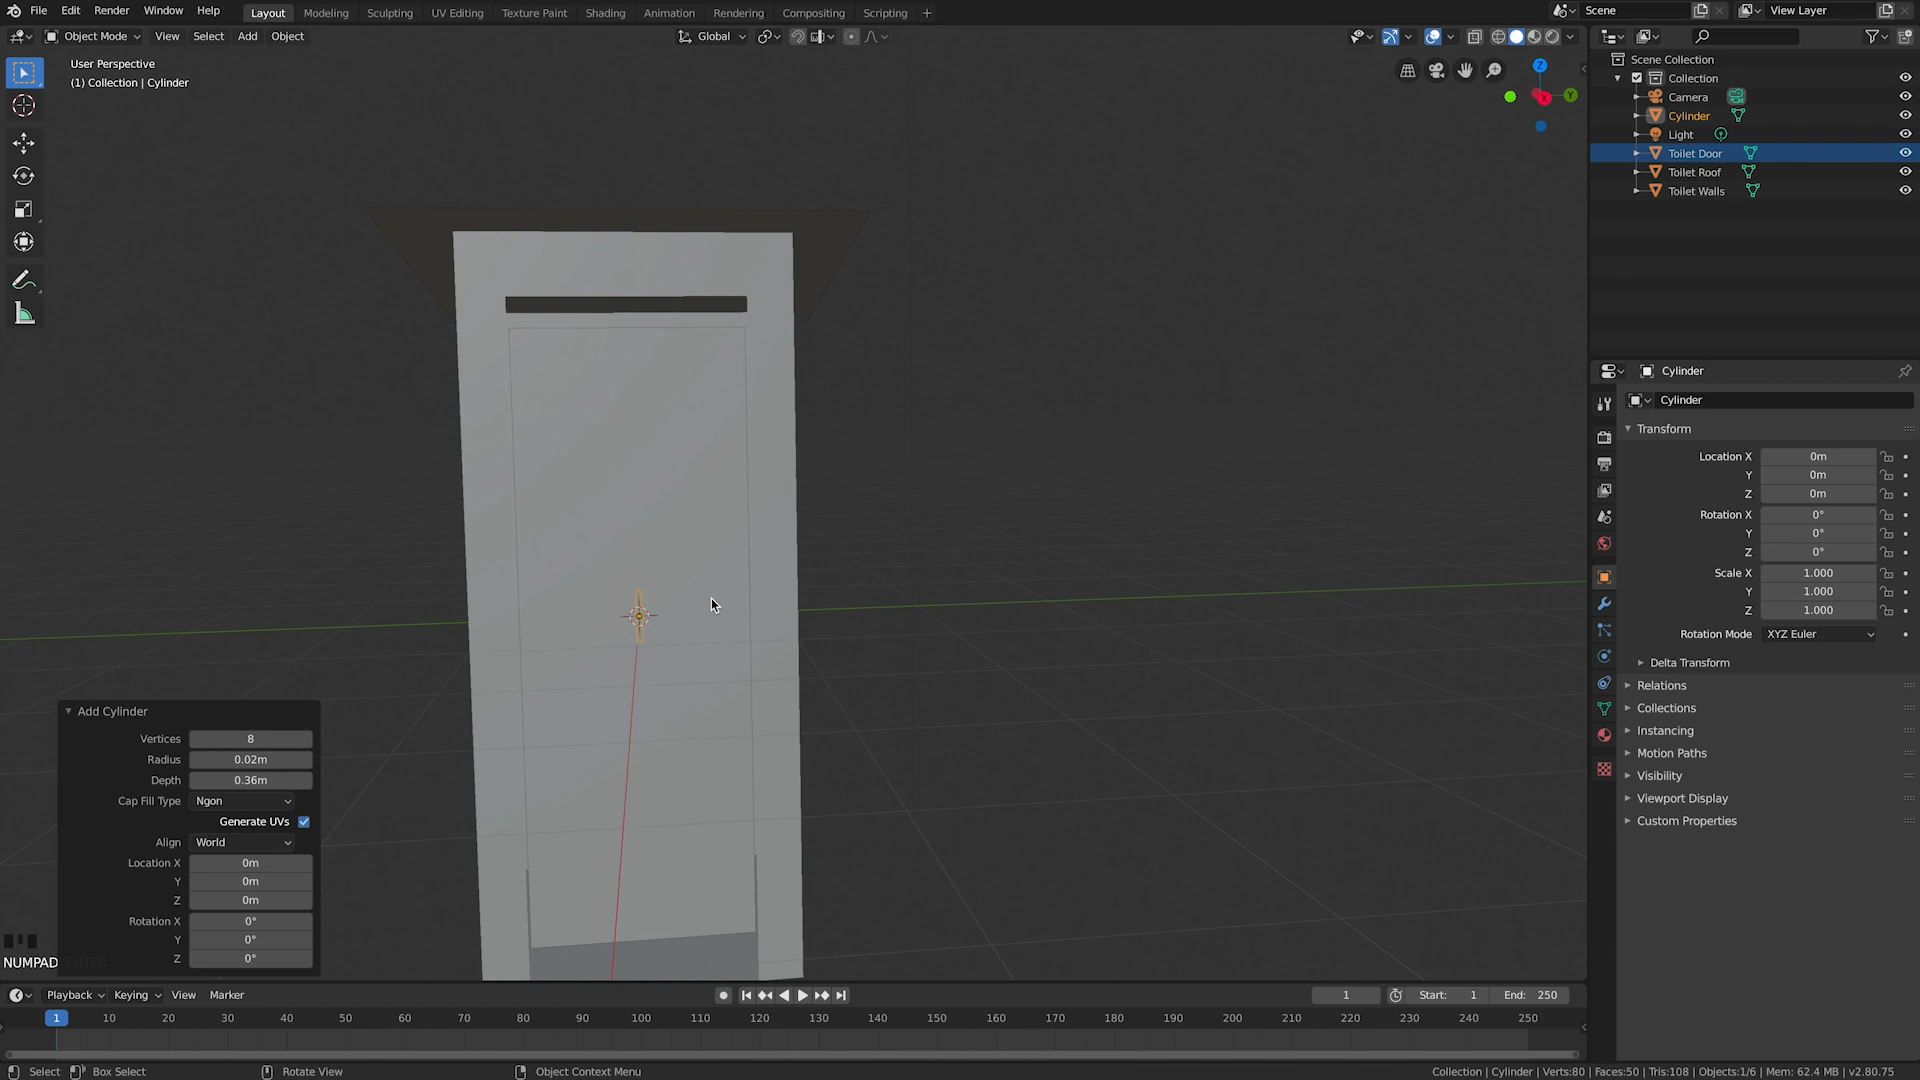 File Edit Render Window Help Layout Modeling Sculpting UV Editing Texture Paint Shading Animation Rendering Compositing Scripting + Scene View Layer
Object Mode View Select Add Object Global
User Perspective
(1) Collection | Cylinder
Z
X
Y
Scene Collection
Collection
Camera
Cylinder
Light
Toilet Door
Toilet Roof
Toilet Walls
Cylinder
Cylinder
Transform
Location X 0m
Y 0m
Z 0m
Rotation X 0°
Y 0°
Z 0°
Scale X 1.000
Y 1.000
Z 1.000
Rotation Mode XYZ Euler
Delta Transform
Relations
Collections
Instancing
Motion Paths
Visibility
Viewport Display
Custom Properties
Add Cylinder
Vertices 8
Radius 0.02m
Depth 0.36m
Cap Fill Type Ngon
Generate UVs
Align World
Location X 0m
Y 0m
Z 0m
Rotation X 0°
Y 0°
Z 0°
NUMPAD ENTER
Playback Keying View Marker 1 Start: 1 End: 250
1 10 20 30 40 50 60 70 80 90 100 110 120 130 140 150 160 170 180 190 200 210 220 230 240 250
Select Box Select Rotate View Object Context Menu Collection | Cylinder | Verts:80 | Faces:50 | Tris:108 | Objects:1/6 | Mem: 62.4 MB | v2.80.75